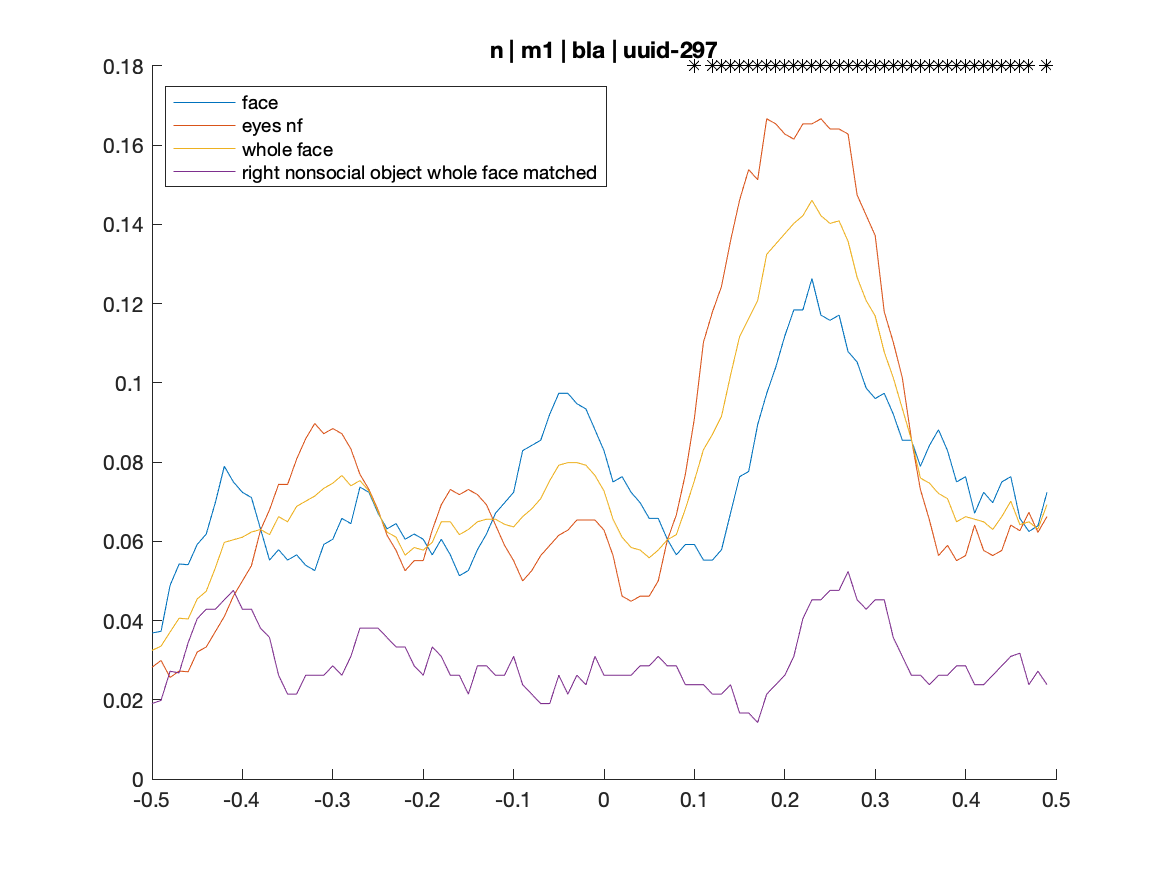 n | m1 | bla | uuid-297
0.18
0.16
0.14
0.12
0.1
0.08
0.06
0.04
0.02
0
face
eyes nf
whole face
right nonsocial object whole face matched
-0.5 -0.4 -0.3 -0.2 -0.1 0 0.1 0.2 0.3 0.4 0.5